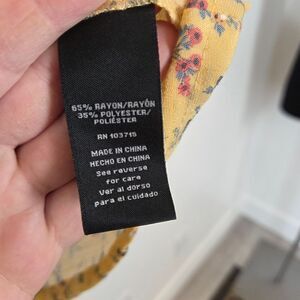 65% RAYON/RAYÓN
35% POLYESTER/
POLIÉSTER
RN 103715
MADE IN CHINA
HECHO EN CHINA
See reverse
for care
Ver al dorso
para el cuidado